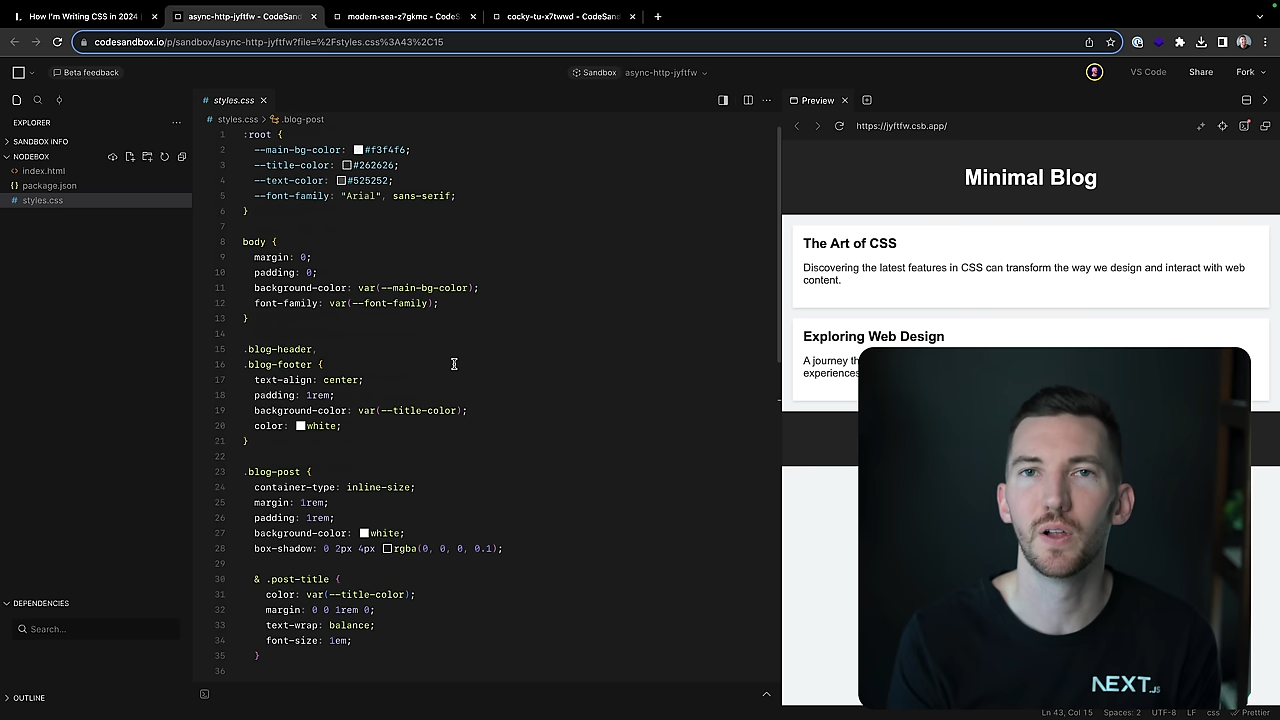 How I'm Writing CSS in 2024
async-http-jyftfw - CodeSand
modern-sea-z7gkmc - CodeS
cocky-tu-x7twwd - CodeSan
codesandbox.io/p/sandbox/async-http-jyftfw?file=%2Fstyles.css%3A43%2C15
Beta feedback
Sandbox async-http-jyftfw
VS Code
Share
Fork
EXPLORER
SANDBOX INFO
NODEBOX
index.html
package.json
styles.css
DEPENDENCIES
Search...
OUTLINE
styles.css
styles.css > .blog-post
1 :root {
2 --main-bg-color: #f3f4f6;
3 --title-color: #262626;
4 --text-color: #525252;
5 --font-family: "Arial", sans-serif;
6 }
7
8 body {
9 margin: 0;
10 padding: 0;
11 background-color: var(--main-bg-color);
12 font-family: var(--font-family);
13 }
14
15 .blog-header,
16 .blog-footer {
17 text-align: center;
18 padding: 1rem;
19 background-color: var(--title-color);
20 color: white;
21 }
22
23 .blog-post {
24 container-type: inline-size;
25 margin: 1rem;
26 padding: 1rem;
27 background-color: white;
28 box-shadow: 0 2px 4px rgba(0, 0, 0, 0.1);
29
30 & .post-title {
31 color: var(--title-color);
32 margin: 0 0 1rem 0;
33 text-wrap: balance;
34 font-size: 1em;
35 }
36
Preview
https://jyftfw.csb.app/
Minimal Blog
The Art of CSS
Discovering the latest features in CSS can transform the way we design and interact with web
content.
Exploring Web Design
A journey th
experiences
NEXT.JS
Ln 43, Col 15
Spaces: 2
UTF-8
LF
css
Prettier